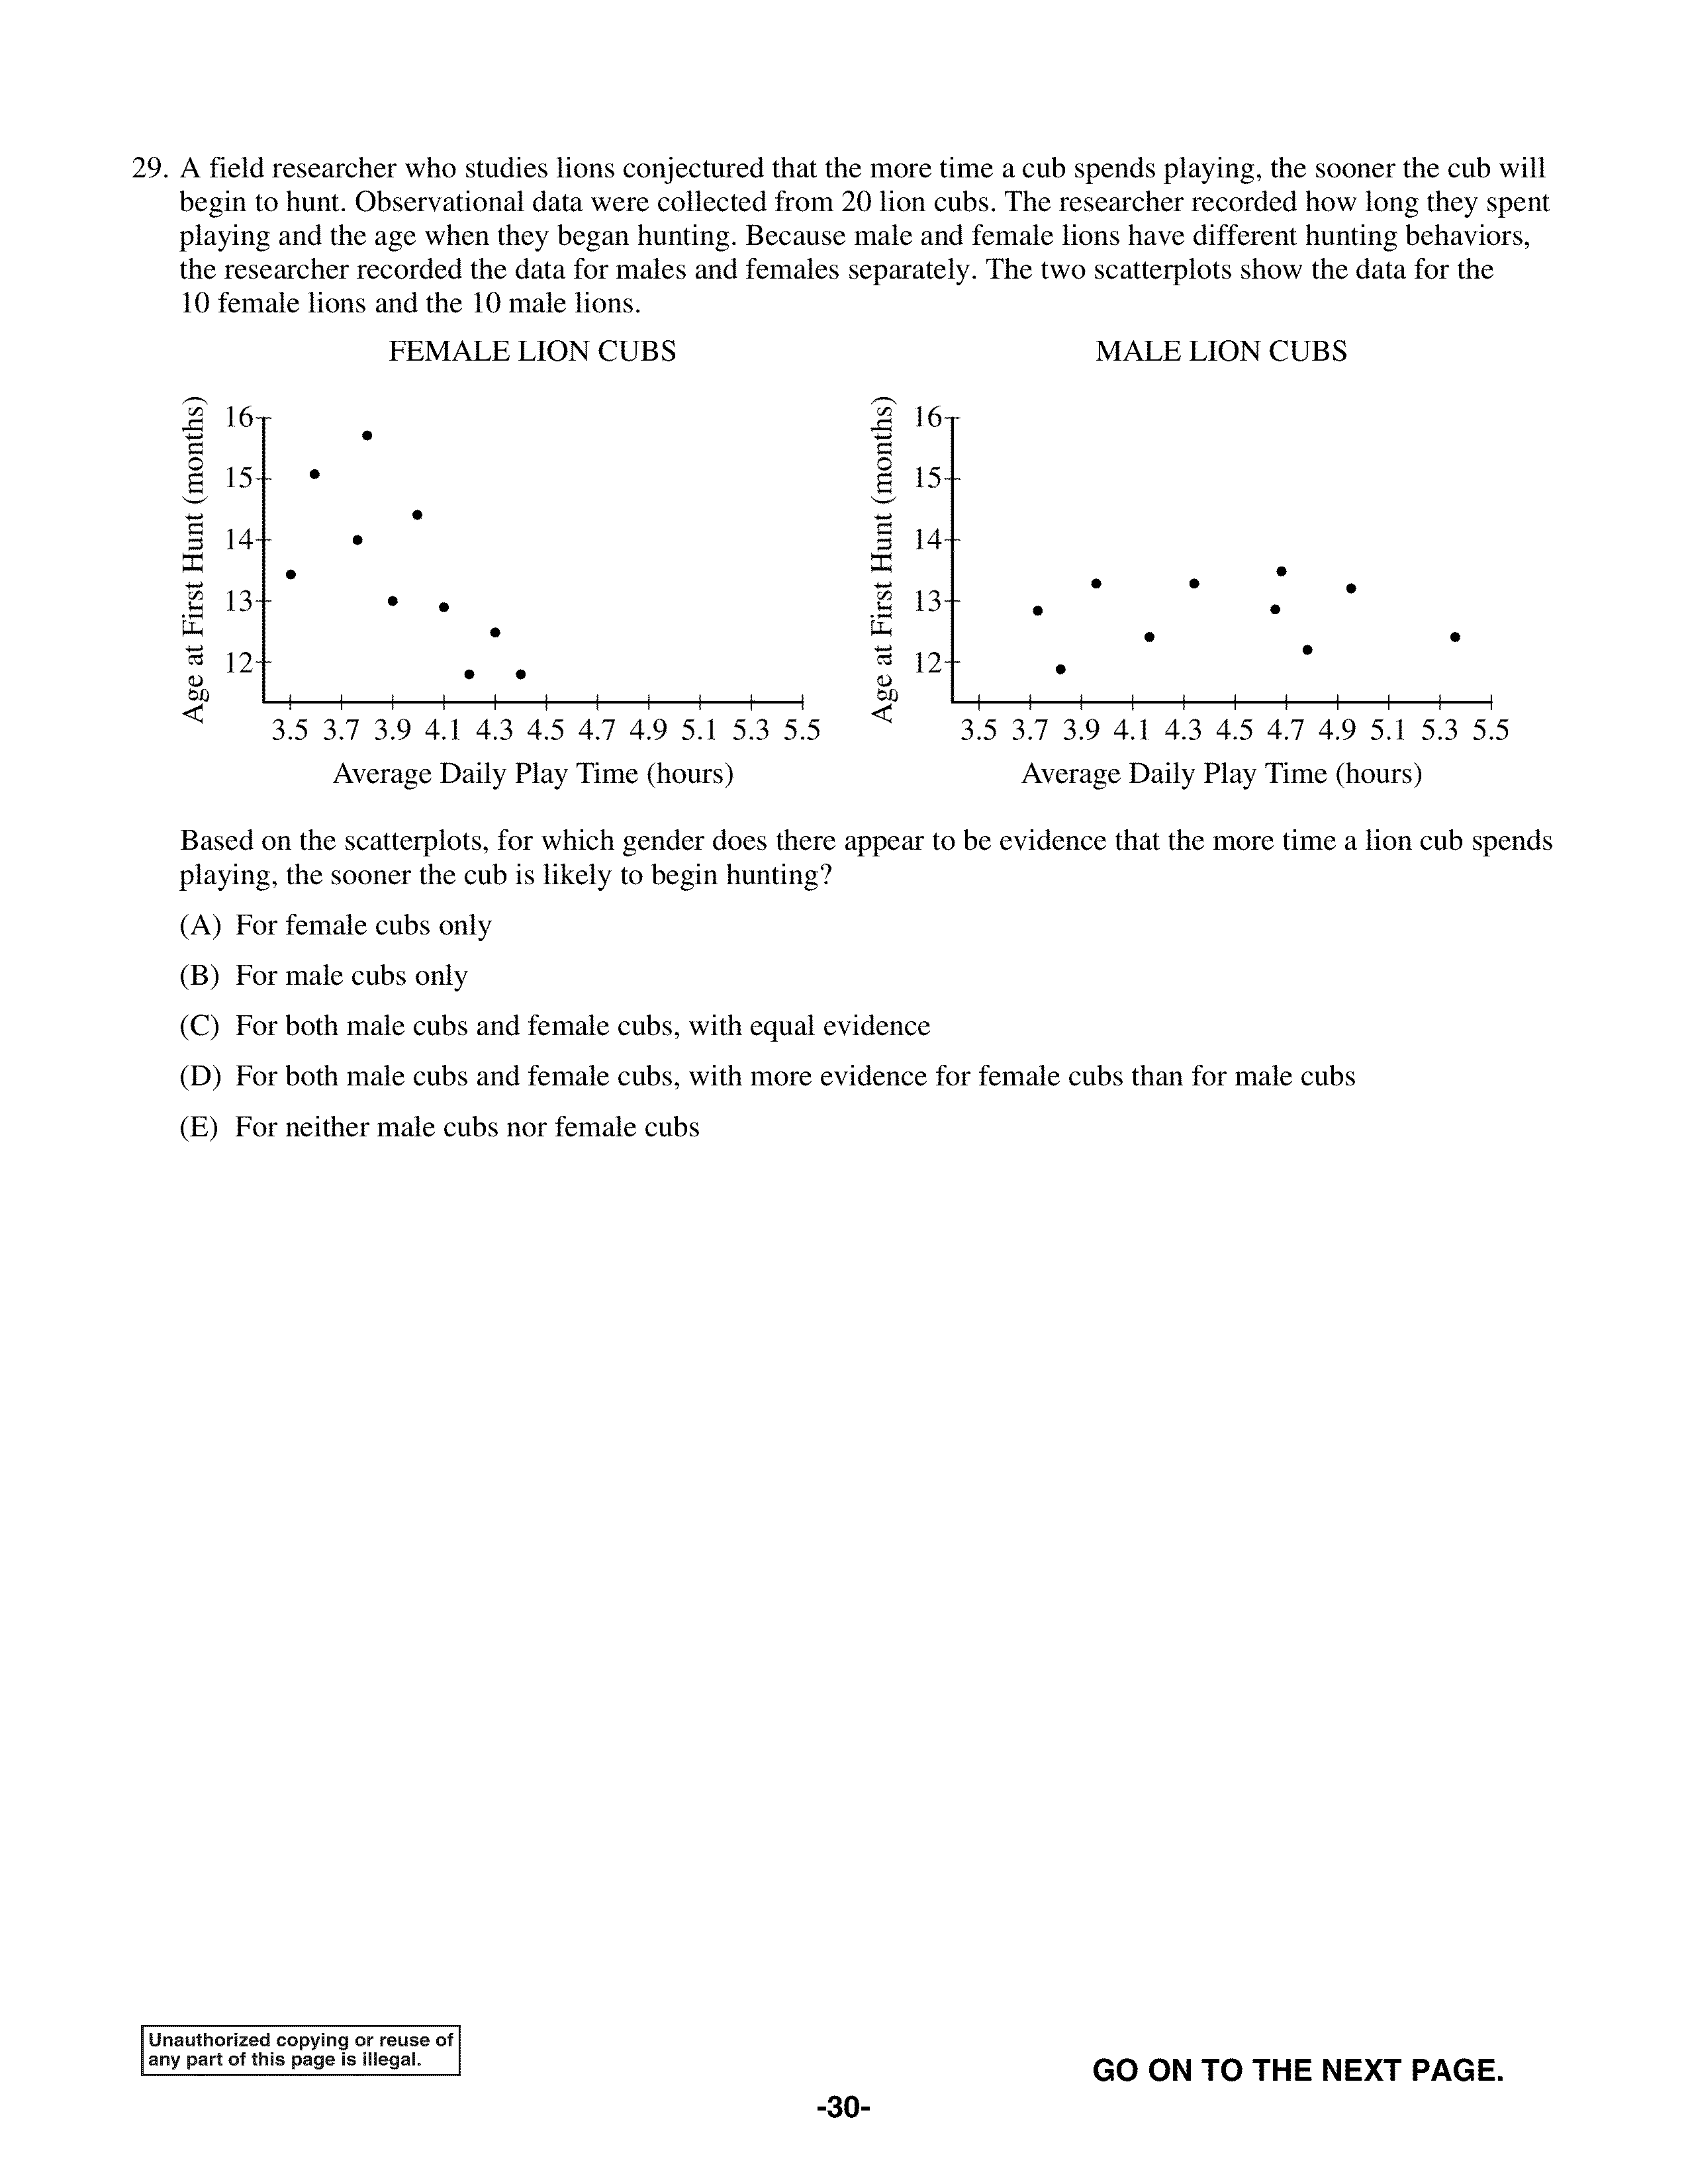 29. A field researcher who studies lions conjectured that the more time a cub spends playing, the sooner the cub will
begin to hunt. Observational data were collected from 20 lion cubs. The researcher recorded how long they spent
playing and the age when they began hunting. Because male and female lions have different hunting behaviors,
the researcher recorded the data for males and females separately. The two scatterplots show the data for the
10 female lions and the 10 male lions.
FEMALE LION CUBS
Age at First Hunt (months)
16
15
14
13
12
3.5 3.7 3.9 4.1 4.3 4.5 4.7 4.9 5.1 5.3 5.5
Average Daily Play Time (hours)
MALE LION CUBS
Age at First Hunt (months)
16
15
14
13
12
3.5 3.7 3.9 4.1 4.3 4.5 4.7 4.9 5.1 5.3 5.5
Average Daily Play Time (hours)
Based on the scatterplots, for which gender does there appear to be evidence that the more time a lion cub spends
playing, the sooner the cub is likely to begin hunting?
(A) For female cubs only
(B) For male cubs only
(C) For both male cubs and female cubs, with equal evidence
(D) For both male cubs and female cubs, with more evidence for female cubs than for male cubs
(E) For neither male cubs nor female cubs
Unauthorized copying or reuse of
any part of this page is illegal.
GO ON TO THE NEXT PAGE.
-30-